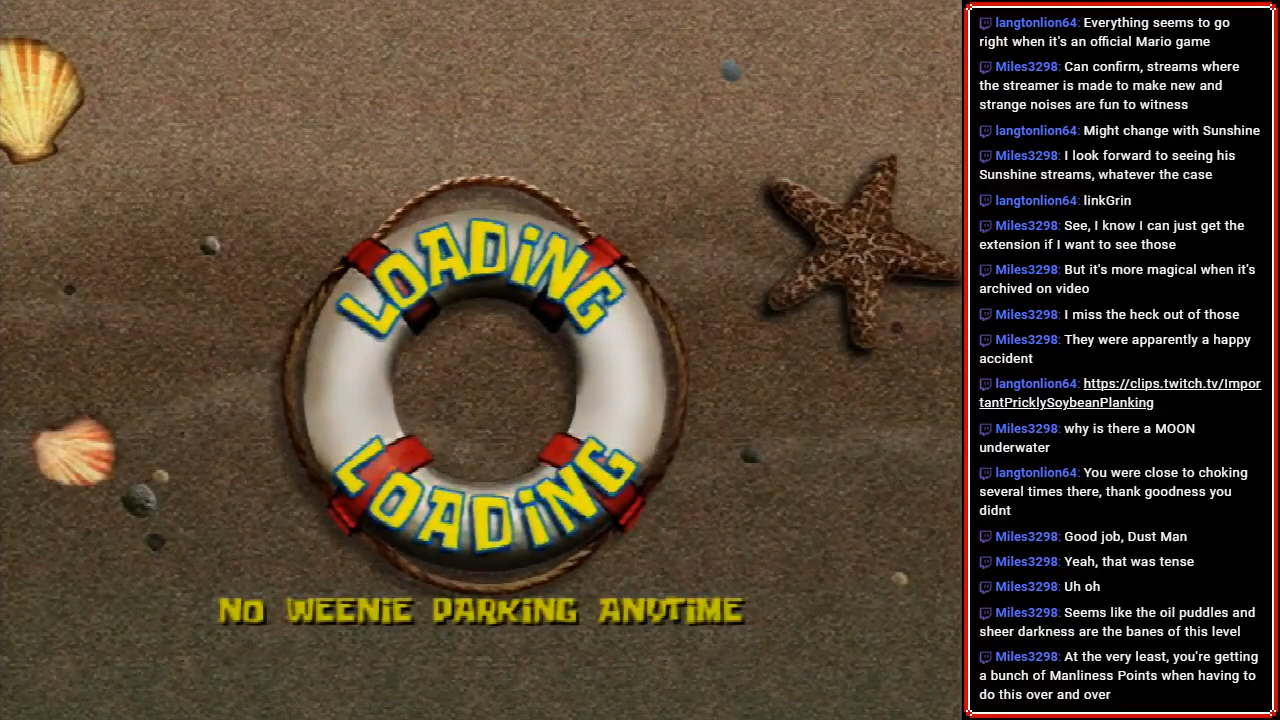 LOADING
LOADING
NO WEENIE PARKING ANYTIME
langtonlion64: Everything seems to go
right when it's an official Mario game
Miles3298: Can confirm, streams where
the streamer is made to make new and
strange noises are fun to witness
langtonlion64: Might change with Sunshine
Miles3298: I look forward to seeing his
Sunshine streams, whatever the case
langtonlion64: linkGrin
Miles3298: See, I know I can just get the
extension if I want to see those
Miles3298: But it's more magical when it's
archived on video
Miles3298: I miss the heck out of those
Miles3298: They were apparently a happy
accident
langtonlion64: https://clips.twitch.tv/Impor
tantPricklySoybeanPlanking
Miles3298: why is there a MOON
underwater
langtonlion64: You were close to choking
several times there, thank goodness you
didnt
Miles3298: Good job, Dust Man
Miles3298: Yeah, that was tense
Miles3298: Uh oh
Miles3298: Seems like the oil puddles and
sheer darkness are the banes of this level
Miles3298: At the very least, you're getting
a bunch of Manliness Points when having to
do this over and over